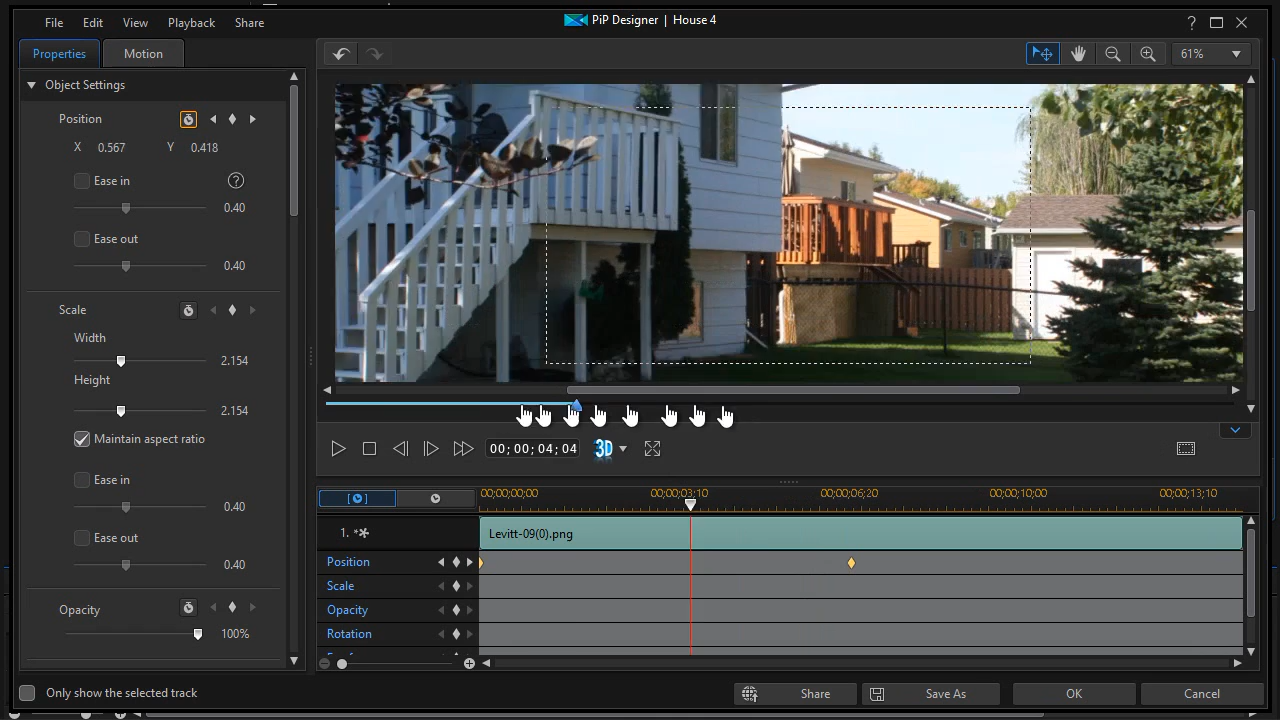 File Edit View Playback Share
PiP Designer | House 4
?
Properties Motion
61%
Object Settings
Position
X 0.567 Y 0.418
Ease in ?
0.40
Ease out
0.40
Scale
Width
2.154
Height
2.154
Maintain aspect ratio
Ease in
0.40
Ease out
0.40
Opacity
100%
00;00;04;04 3D
00;00;00;00 00;00;03;10 00;00;06;20 00;00;10;00 00;00;13;10
1. Levitt-09(0).png
Position
Scale
Opacity
Rotation
Only show the selected track
Share Save As OK Cancel